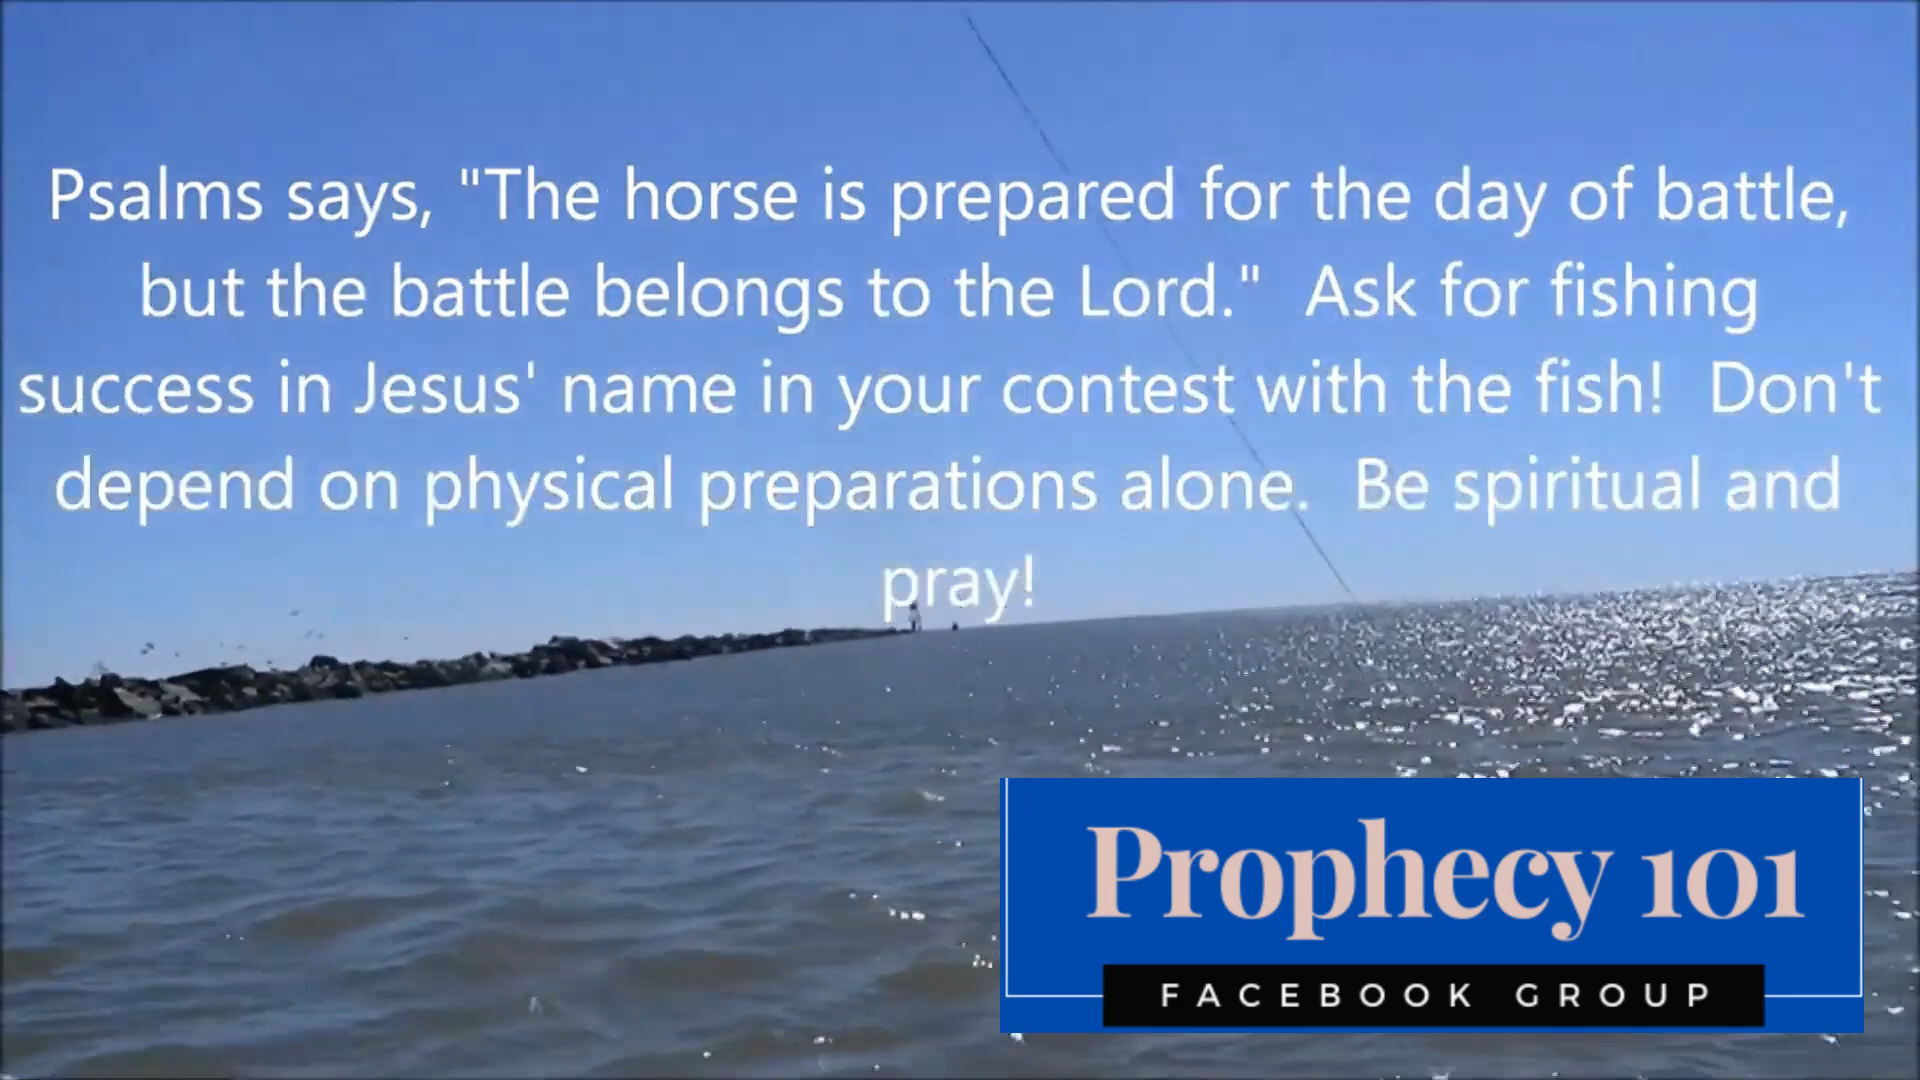 Psalms says, "The horse is prepared for the day of battle,
but the battle belongs to the Lord."  Ask for fishing
success in Jesus' name in your contest with the fish!  Don't
depend on physical preparations alone.  Be spiritual and
pray!
Prophecy 101
FACEBOOK GROUP